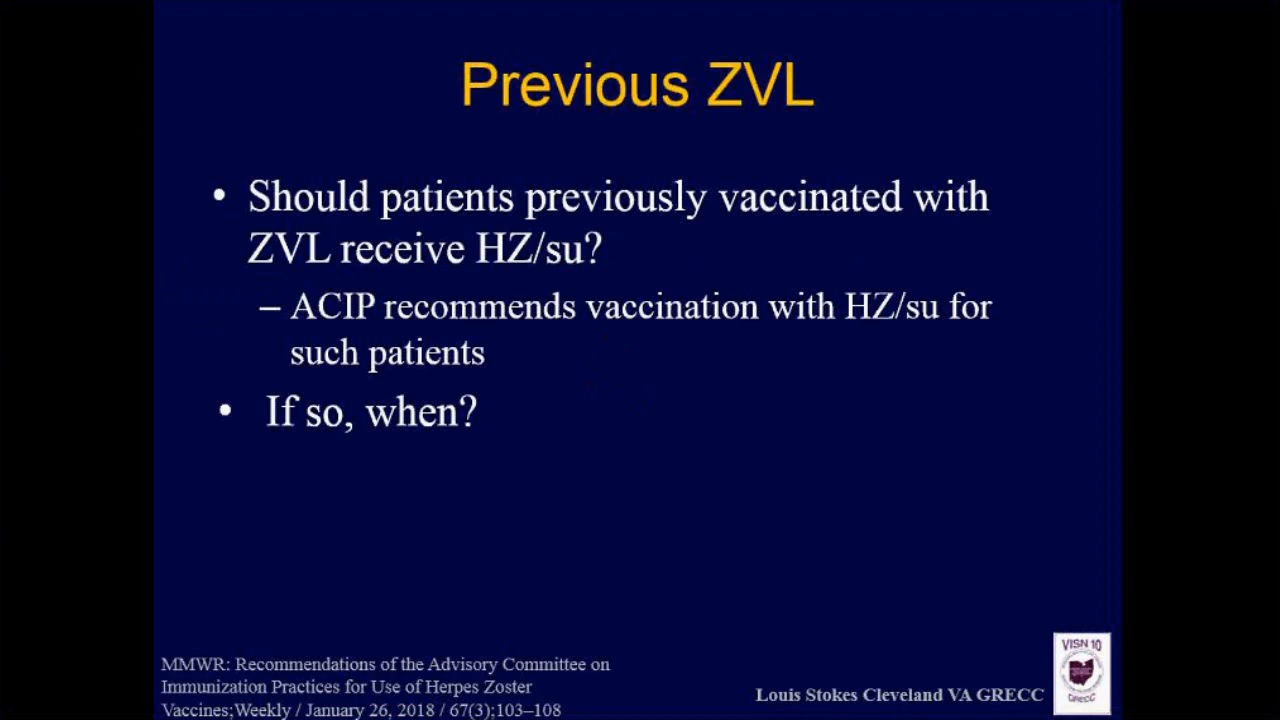 Previous ZVL
• Should patients previously vaccinated with
ZVL receive HZ/su?
– ACIP recommends vaccination with HZ/su for
such patients
• If so, when?
MMWR: Recommendations of the Advisory Committee on
Immunization Practices for Use of Herpes Zoster
Vaccines;Weekly / January 26, 2018 / 67(3);103–108
Louis Stokes Cleveland VA GRECC
VISN 10
GRECC